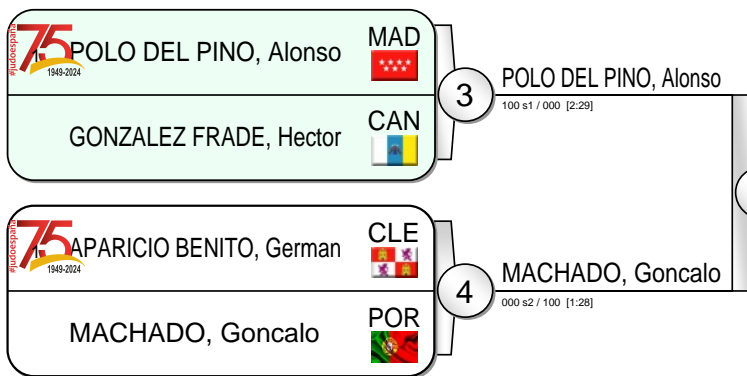 #judoespaña
75
1949-2024
POLO DEL PINO, Alonso
MAD
GONZALEZ FRADE, Hector
CAN
3
POLO DEL PINO, Alonso
100 s1 / 000 [2:29]
#judoespaña
75
1949-2024
APARICIO BENITO, German
CLE
MACHADO, Goncalo
POR
4
MACHADO, Goncalo
000 s2 / 100 [1:28]